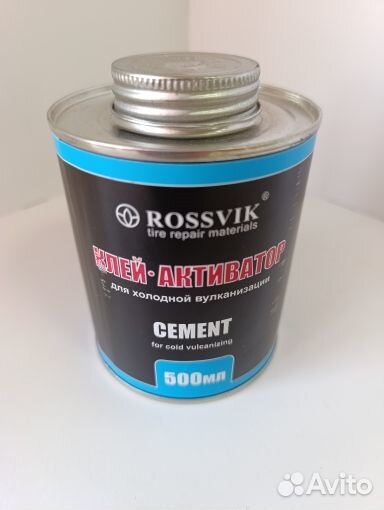 ROSSVIK®
tire repair materials
КЛЕЙ·АКТИВАТОР
для холодной вулканизации
CEMENT
for cold vulcanizing
500мл
Avito